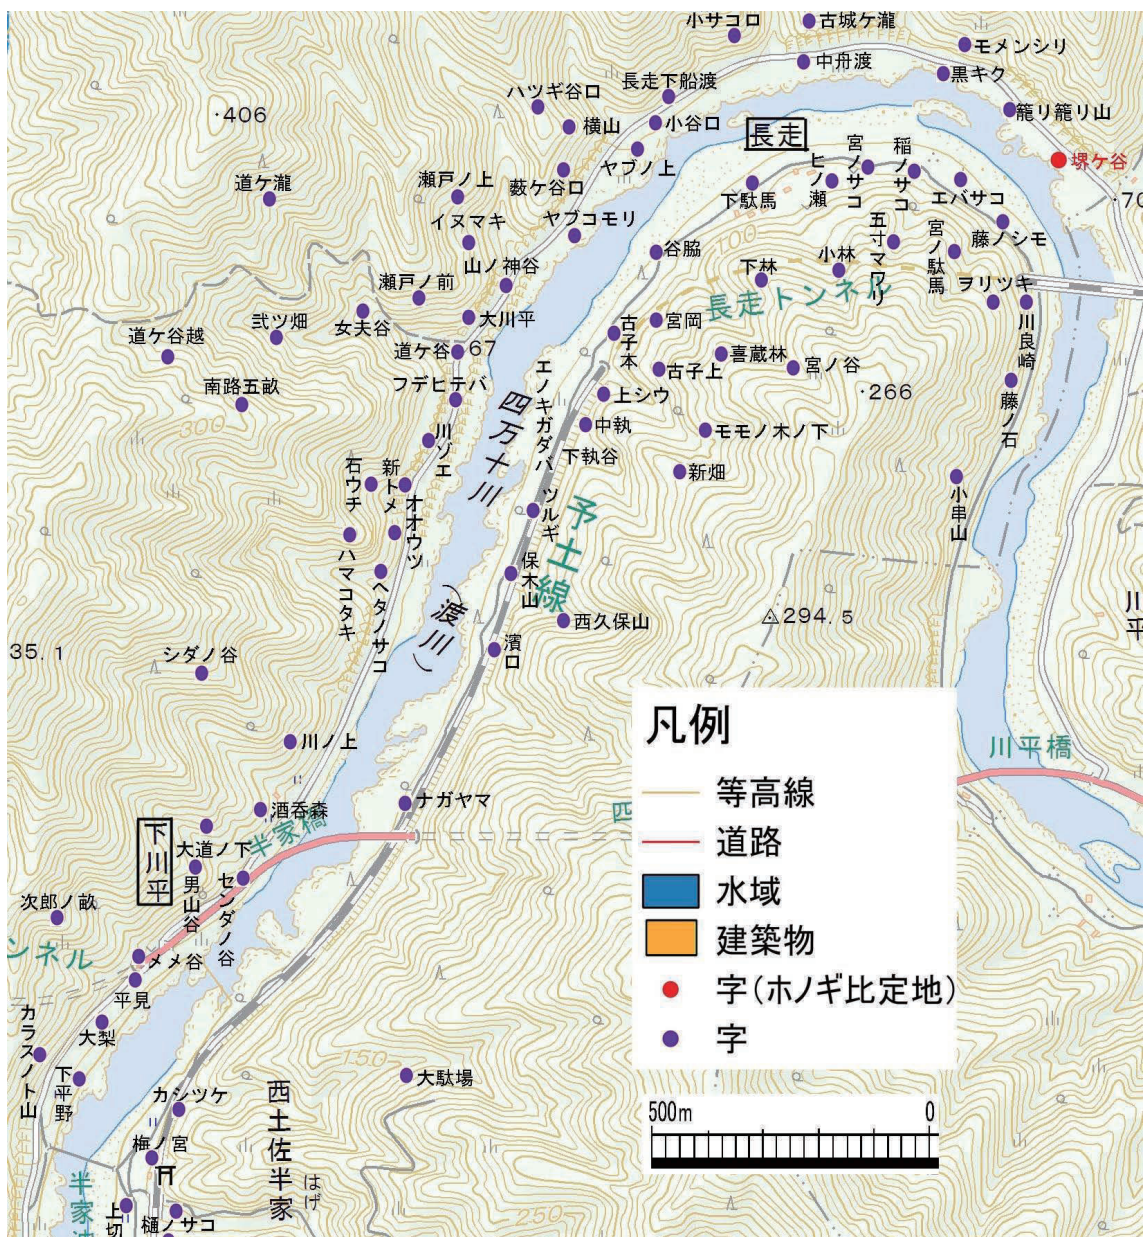 小サコロ
古城ケ瀧
モメンシリ
中舟渡
黒キク
長走下船渡
ハツギ谷口
籠リ籠リ山
・406
横山
小谷口
長走
堺ケ谷
ヤブノ上
ヒノ瀬
宮ノサコ
稲ノサコ
道ケ瀧
瀬戸ノ上
薮ケ谷口
下駄馬
エバサコ
・70
イヌマキ
ヤブコモリ
五寸マワリ
宮ノ駄馬
藤ノシモ
100
谷脇
小林
山ノ神谷
下林
瀬戸ノ前
長走トンネル
ヲリツキ
女夫谷
大川平
古子本
宮岡
川良崎
弐ツ畑
道ケ谷越
道ケ谷
67
喜蔵林
エノキガダバ
古子上
宮ノ谷
南路五畝
フデヒテバ
上シウ
・266
藤ノ石
300
四万十川
中執
モモノ木ノ下
川ゾエ
下執谷
石ウチ
新トメ
オオウツ
新畑
小串山
ツルギ
予土線
ハマコタキ
ヘタノサコ
保木山
(渡川)
西久保山
294.5
川平
35.1
シダノ谷
濱口
凡例
川ノ上
川平橋
等高線
ナガヤマ
酒呑森
四
半家橋
道路
下川平
大道ノ下
男山谷
センダノ谷
水域
次郎ノ畝
建築物
ンネル
メメ谷
字(ホノギ比定地)
平見
大梨
字
カラスノト山
下平野
150
大駄場
カシツケ
西土佐半家
はげ
500m
0
梅ノ宮
半家沈
上切
樋ノサコ
250